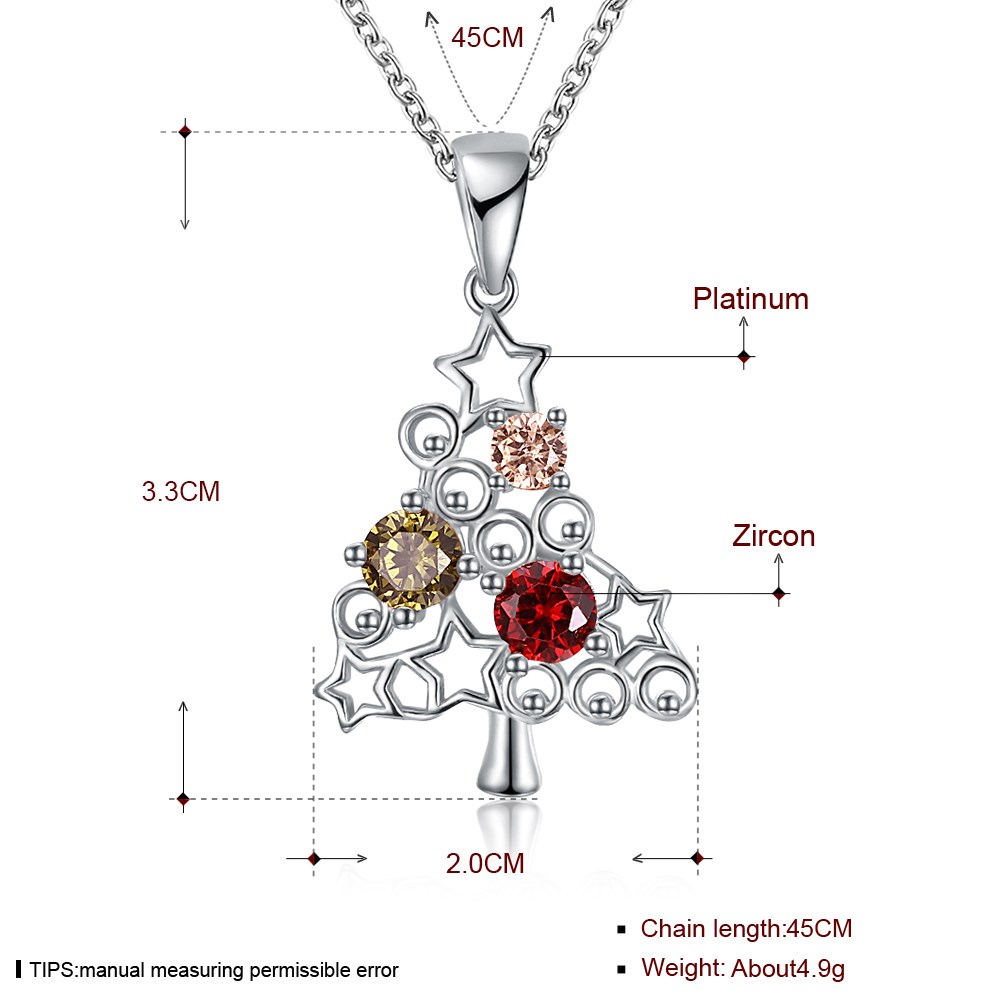 45CM
Platinum
3.3CM
Zircon
2.0CM
▪ Chain length:45CM
▪ Weight: About4.9g
TIPS:manual measuring permissible error